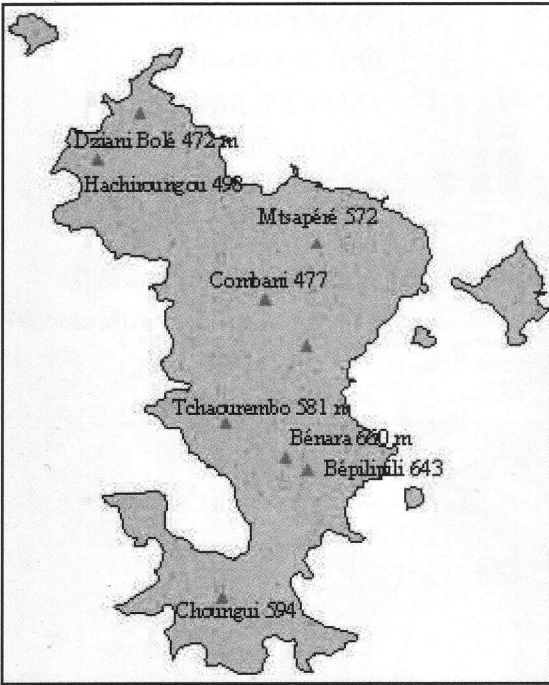 Dziani Bolé 472 m
Hachiroungou 498
Mtsapéré 572
Combani 477
Tchaourembo 581 m
Bénara 660 m
Bépilipili 643
Choungui 594